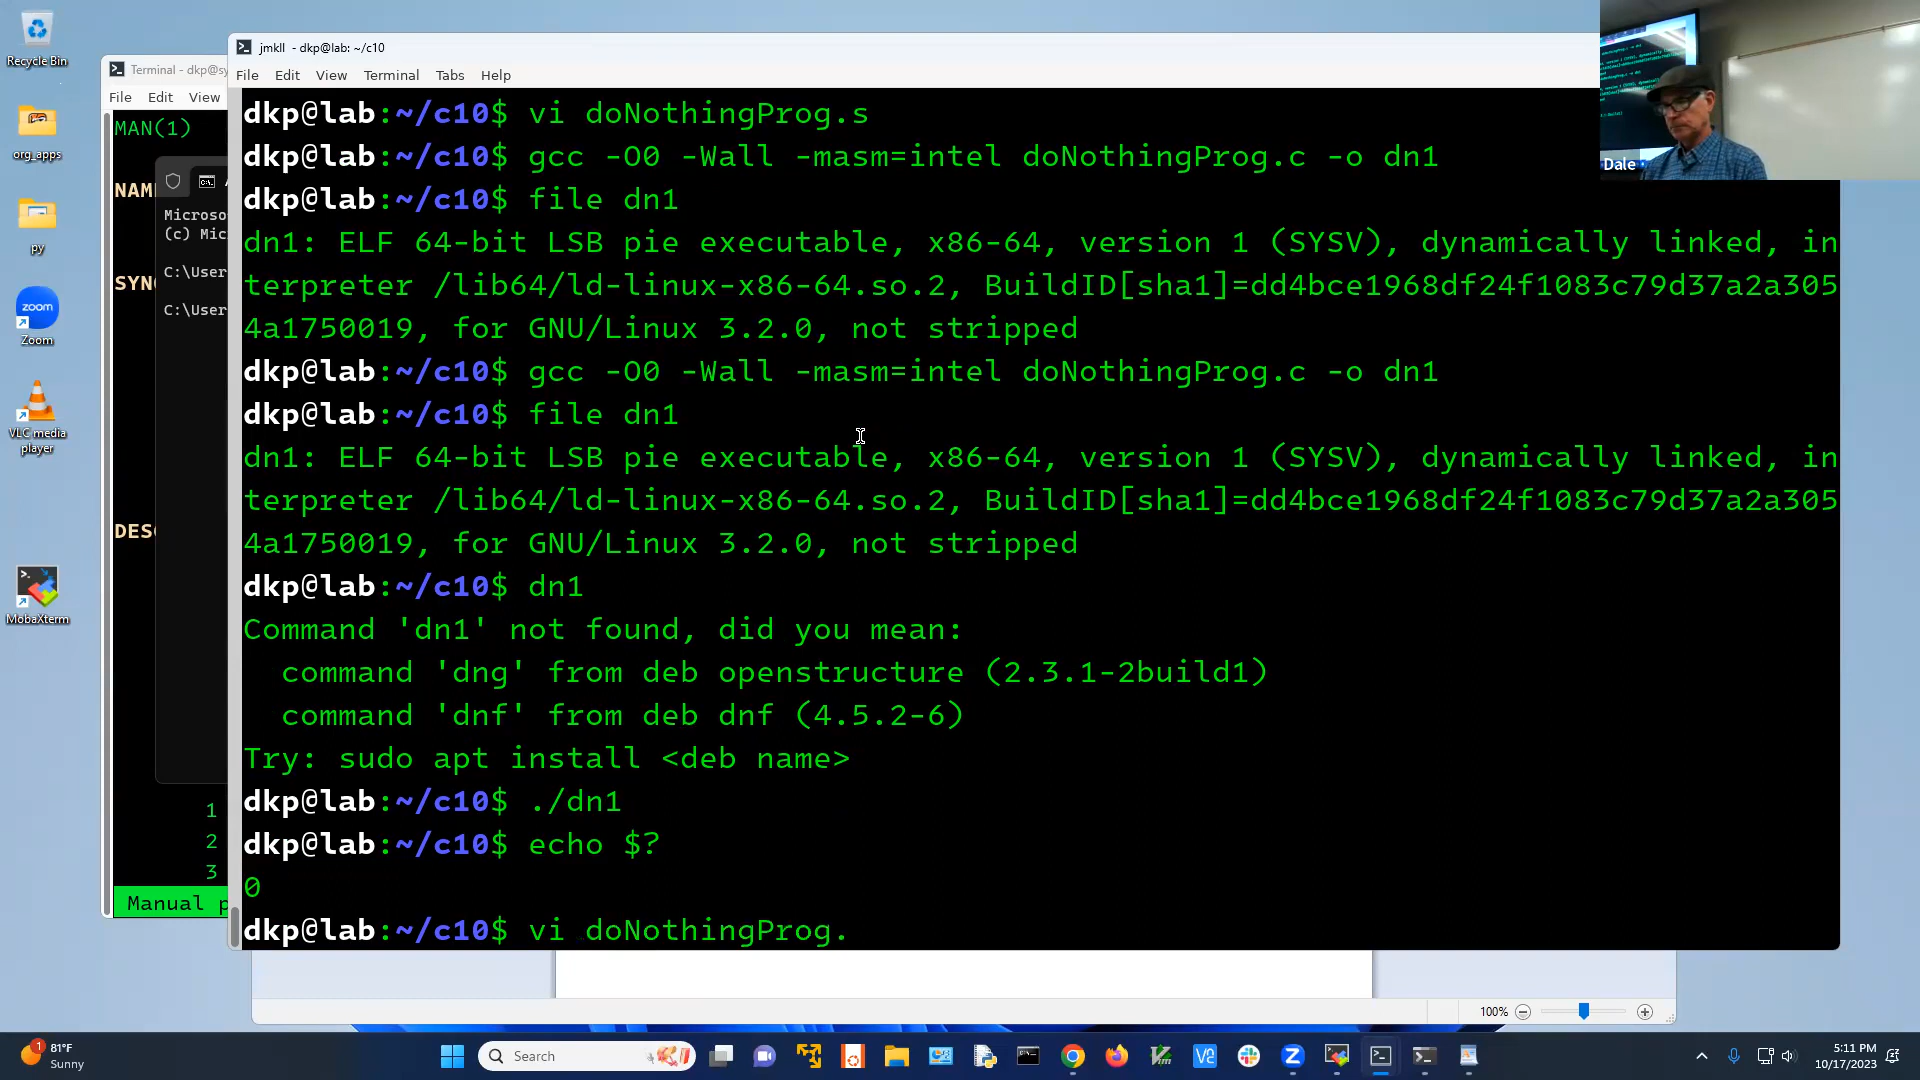 Recycle Bin
org_apps
py
zoom
Zoom
VLC media
player
MobaXterm
Terminal - dkp@sy
File Edit View
MAN(1)
SYNO
DESC
Microso
(c) Mic
C:\User
C:\User
1
2
3
Manual p
jmkll - dkp@lab: ~/c10
File Edit View Terminal Tabs Help
dkp@lab:~/c10$ vi doNothingProg.s
dkp@lab:~/c10$ gcc -O0 -Wall -masm=intel doNothingProg.c -o dn1
dkp@lab:~/c10$ file dn1
dn1: ELF 64-bit LSB pie executable, x86-64, version 1 (SYSV), dynamically linked, in
terpreter /lib64/ld-linux-x86-64.so.2, BuildID[sha1]=dd4bce1968df24f1083c79d37a2a305
4a1750019, for GNU/Linux 3.2.0, not stripped
dkp@lab:~/c10$ gcc -O0 -Wall -masm=intel doNothingProg.c -o dn1
dkp@lab:~/c10$ file dn1
dn1: ELF 64-bit LSB pie executable, x86-64, version 1 (SYSV), dynamically linked, in
terpreter /lib64/ld-linux-x86-64.so.2, BuildID[sha1]=dd4bce1968df24f1083c79d37a2a305
4a1750019, for GNU/Linux 3.2.0, not stripped
dkp@lab:~/c10$ dn1
Command 'dn1' not found, did you mean:
command 'dng' from deb openstructure (2.3.1-2build1)
command 'dnf' from deb dnf (4.5.2-6)
Try: sudo apt install <deb name>
dkp@lab:~/c10$ ./dn1
dkp@lab:~/c10$ echo $?
0
dkp@lab:~/c10$ vi doNothingProg.
Dale
100%
1
81°F
Sunny
Search
5:11 PM
10/17/2023